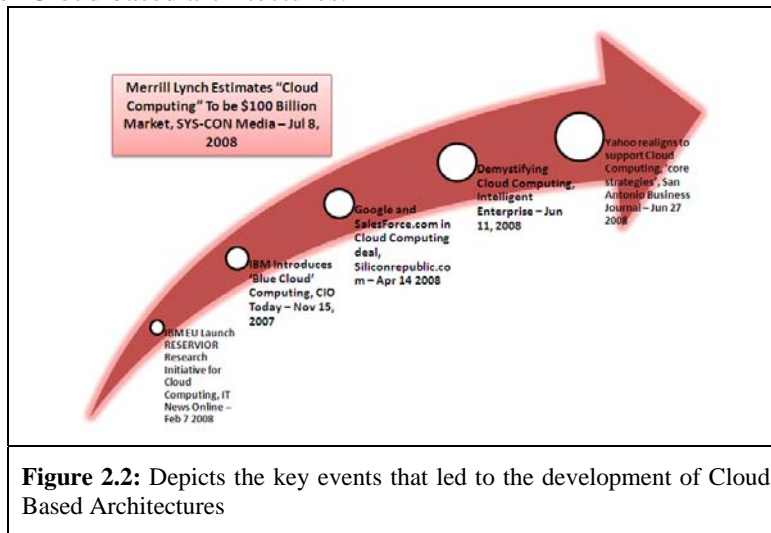 Merrill Lynch Estimates “Cloud
Computing” To be $100 Billion
Market, SYS-CON Media – Jul 8,
2008
IBM EU Launch
RESERVIOR
Research
Initiative for
Cloud
Computing, IT
News Online –
Feb 7 2008
IBM Introduces
‘Blue Cloud’
Computing, CIO
Today – Nov 15,
2007
Google and
SalesForce.com in
Cloud Computing
deal,
Siliconrepublic.co
m – Apr 14 2008
Demystifying
Cloud Computing,
Intelligent
Enterprise – Jun
11, 2008
Yahoo realigns to
support Cloud
Computing, ‘core
strategies’, San
Antonio Business
Journal – Jun 27
2008
Figure 2.2: Depicts the key events that led to the development of Cloud
Based Architectures